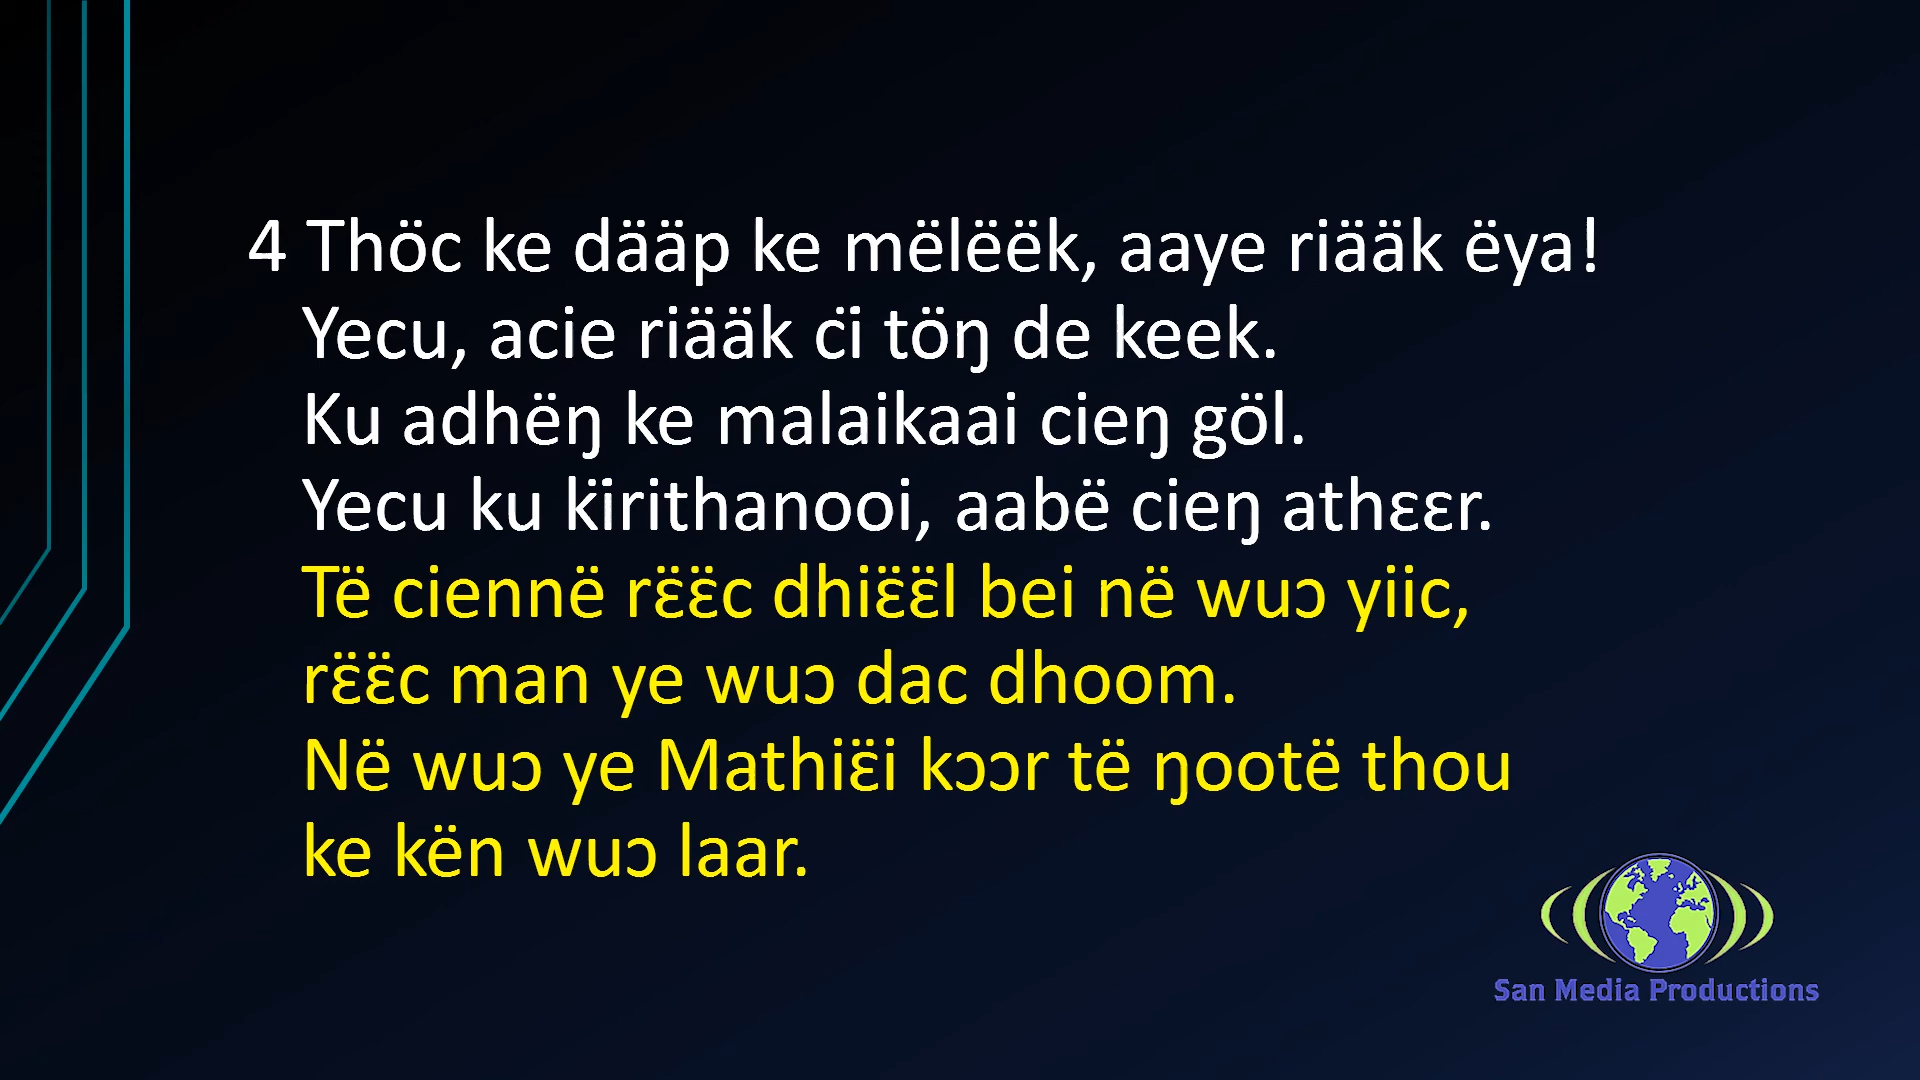 4 Thöc ke dääp ke mëlëëk, aaye riääk ëya!
Yecu, acie riääk cï töŋ de keek.
Ku adhëŋ ke malaikaai cieŋ göl.
Yecu ku kïrithanooi, aabë cieŋ athɛɛr.
Të ciennë rɛ̈ɛ̈c dhiɛ̈ɛ̈l bei në wuɔ yiic,
rɛ̈ɛ̈c man ye wuɔ dac dhoom.
Në wuɔ ye Mathiɛ̈i kɔɔr të ŋootë thou
ke kën wuɔ laar.
San Media Productions